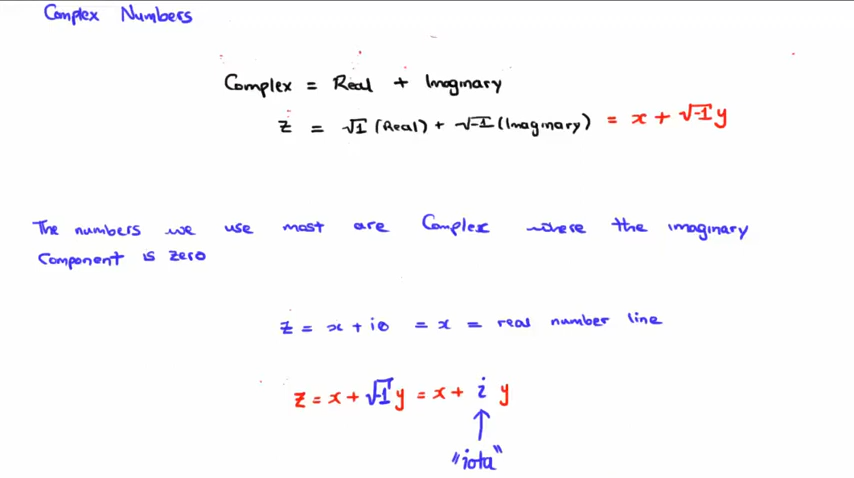 Complex Numbers
Complex = Real + Imaginary
z = √1 (Real) + √-1 (Imaginary) = x + √-1 y
The numbers we use most are Complex where the imaginary
Component is zero
z = x + i0 = x = real number line
z = x + √-1 y = x + i y
"iota"